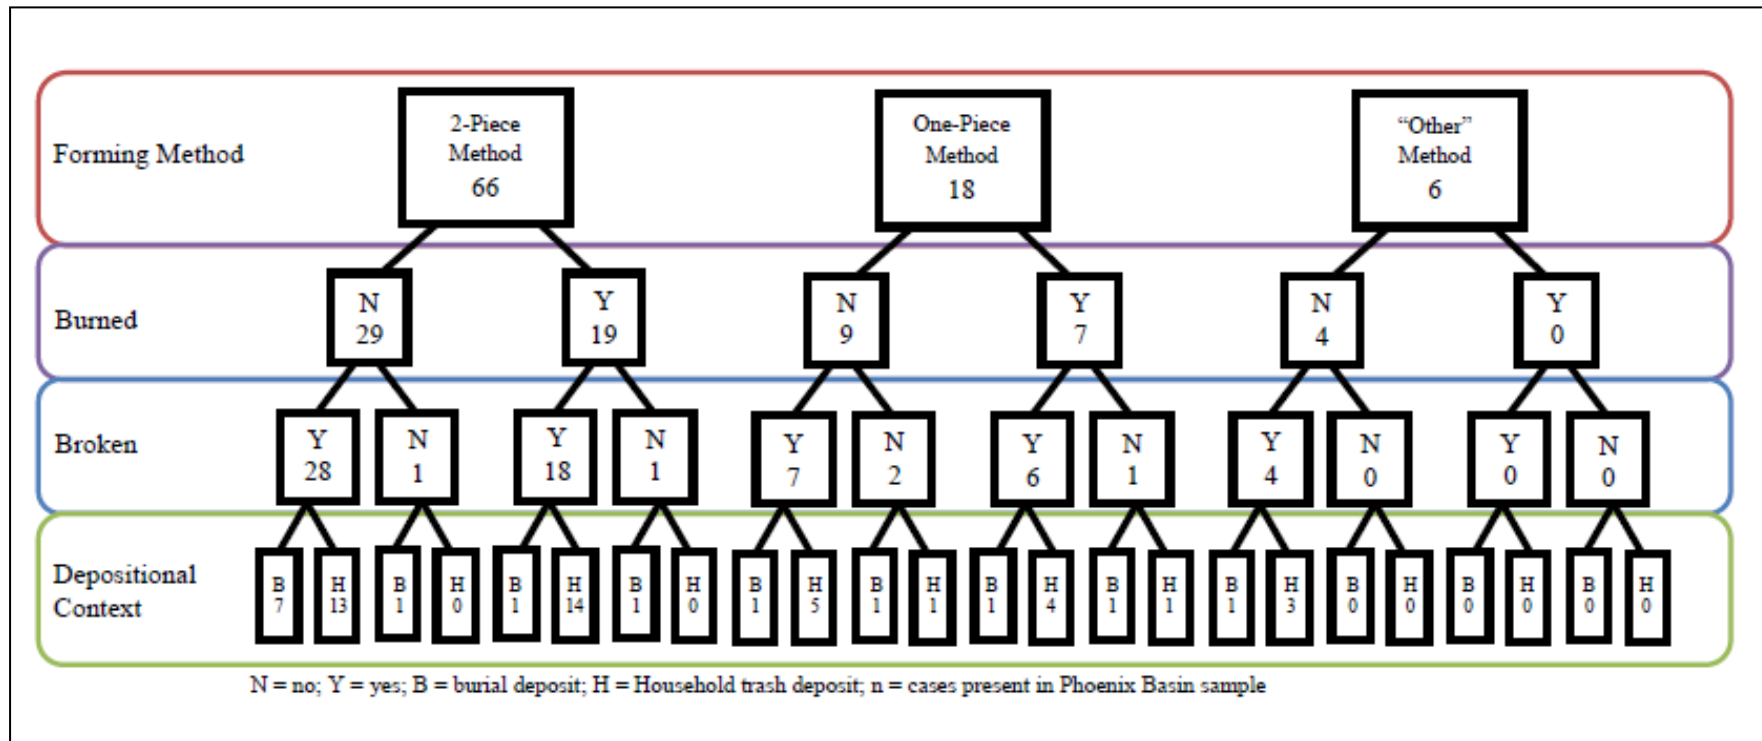 Forming Method
2-Piece
Method
66
One-Piece
Method
18
“Other”
Method
6
Burned
N
29
Y
19
N
9
Y
7
N
4
Y
0
Broken
Y
28
N
1
Y
18
N
1
Y
7
N
2
Y
6
N
1
Y
4
N
0
Y
0
N
0
Depositional
Context
B
7
H
13
B
1
H
0
B
1
H
14
B
1
H
0
B
1
H
5
B
1
H
1
B
1
H
4
B
1
H
1
B
1
H
3
B
0
H
0
B
0
H
0
B
0
H
0
N = no; Y = yes; B = burial deposit; H = Household trash deposit; n = cases present in Phoenix Basin sample